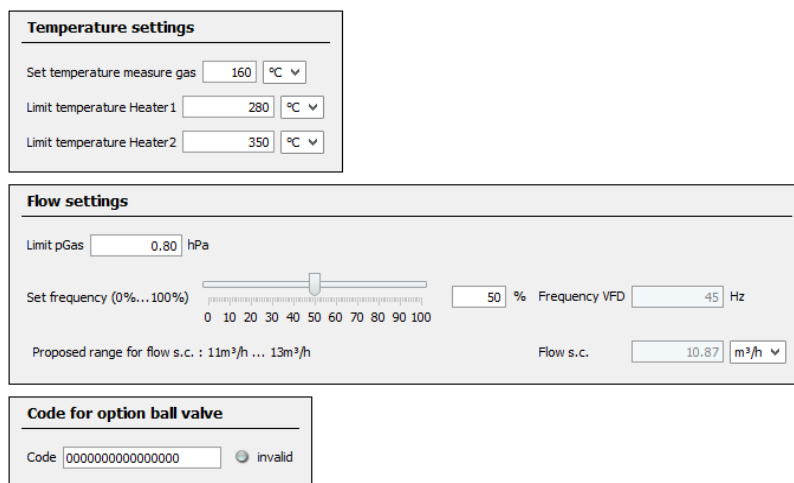 Temperature settings
Set temperature measure gas 160 °C
Limit temperature Heater1 280 °C
Limit temperature Heater2 350 °C
Flow settings
Limit pGas 0.80 hPa
Set frequency (0%...100%) 50 % Frequency VFD 45 Hz
0 10 20 30 40 50 60 70 80 90 100
Proposed range for flow s.c. : 11m³/h ... 13m³/h Flow s.c. 10.87 m³/h
Code for option ball valve
Code 0000000000000000 invalid